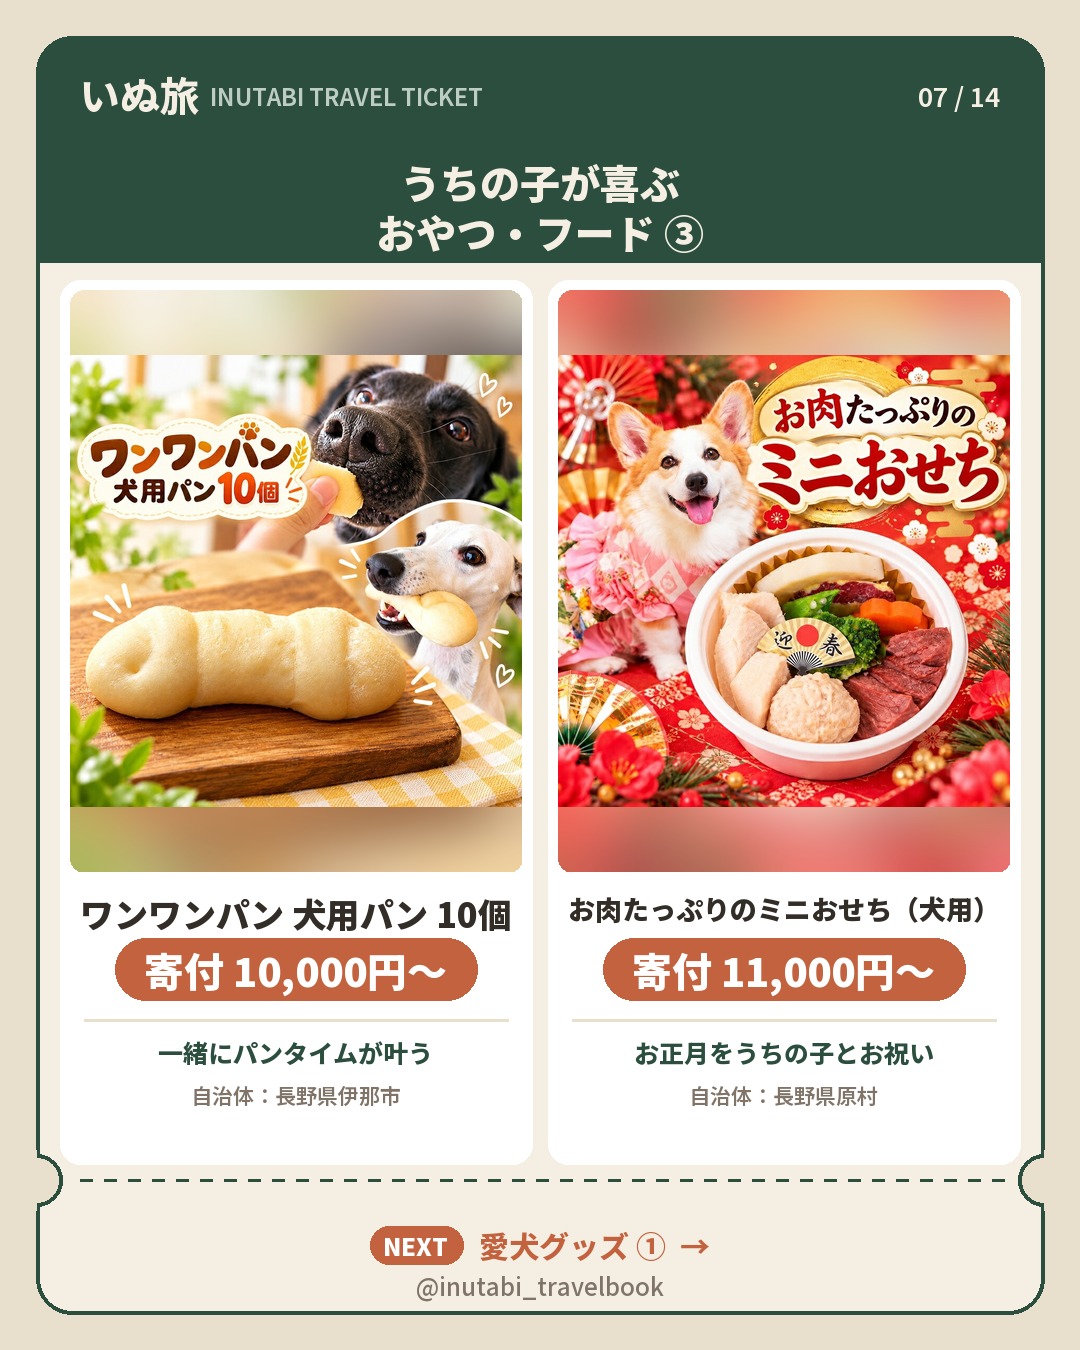 いぬ旅 INUTABI TRAVEL TICKET
07 / 14
うちの子が喜ぶ
おやつ・フード ③
ワンワンパン
犬用パン10個
お肉たっぷりの
ミニおせち
迎春
ワンワンパン 犬用パン 10個
寄付 10,000円〜
一緒にパンタイムが叶う
自治体：長野県伊那市
お肉たっぷりのミニおせち（犬用）
寄付 11,000円〜
お正月をうちの子とお祝い
自治体：長野県原村
NEXT 愛犬グッズ ① →
@inutabi_travelbook